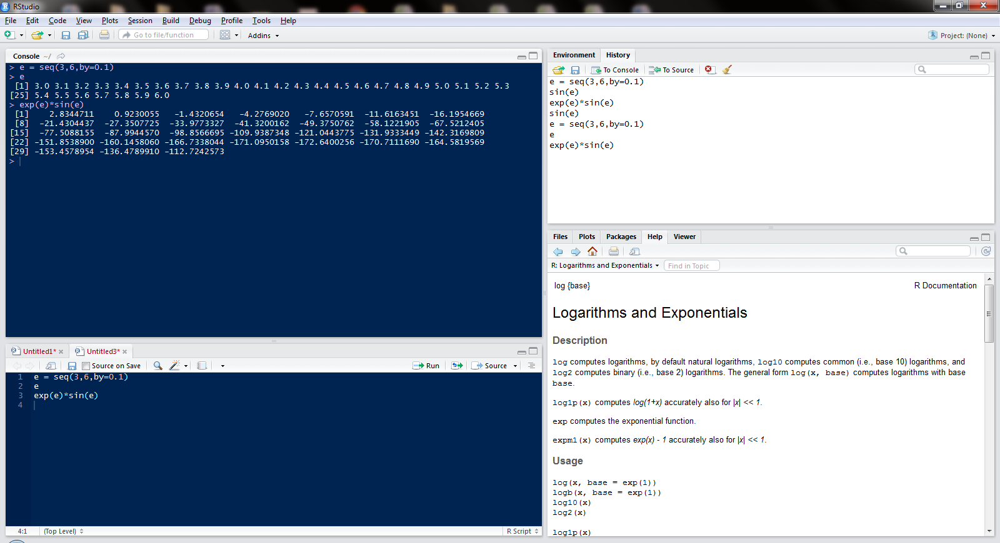 RStudio
File Edit Code View Plots Session Build Debug Profile Tools Help
Go to file/function Addins Project: (None)
Console ~/
> e = seq(3,6,by=0.1)
> e
[1] 3.0 3.1 3.2 3.3 3.4 3.5 3.6 3.7 3.8 3.9 4.0 4.1 4.2 4.3 4.4 4.5 4.6 4.7 4.8 4.9 5.0 5.1 5.2 5.3
[25] 5.4 5.5 5.6 5.7 5.8 5.9 6.0
> exp(e)*sin(e)
[1] 2.8344711 0.9230055 -1.4320654 -4.2769020 -7.6570591 -11.6163451 -16.1954669
[8] -21.4304437 -27.3507725 -33.9773327 -41.3200162 -49.3750762 -58.1221905 -67.5212405
[15] -77.5088155 -87.9944570 -98.8566695 -109.9387348 -121.0443775 -131.9333449 -142.3169809
[22] -151.8538900 -160.1458060 -166.7338044 -171.0950158 -172.6400256 -170.7111690 -164.5819569
[29] -153.4578954 -136.4789910 -112.7242573
>
Untitled1* Untitled3*
Source on Save Run Source
1 e = seq(3,6,by=0.1)
2 e
3 exp(e)*sin(e)
4
4:1 (Top Level) R Script
Environment History
To Console To Source
e = seq(3,6,by=0.1)
sin(e)
exp(e)*sin(e)
sin(e)
e = seq(3,6,by=0.1)
e
exp(e)*sin(e)
Files Plots Packages Help Viewer
R: Logarithms and Exponentials Find in Topic
log {base} R Documentation
Logarithms and Exponentials
Description
log computes logarithms, by default natural logarithms, log10 computes common (i.e., base 10) logarithms, and
log2 computes binary (i.e., base 2) logarithms. The general form log(x, base) computes logarithms with base
base.
log1p(x) computes log(1+x) accurately also for |x| << 1.
exp computes the exponential function.
expm1(x) computes exp(x) - 1 accurately also for |x| << 1.
Usage
log(x, base = exp(1))
logb(x, base = exp(1))
log10(x)
log2(x)
log1p(x)